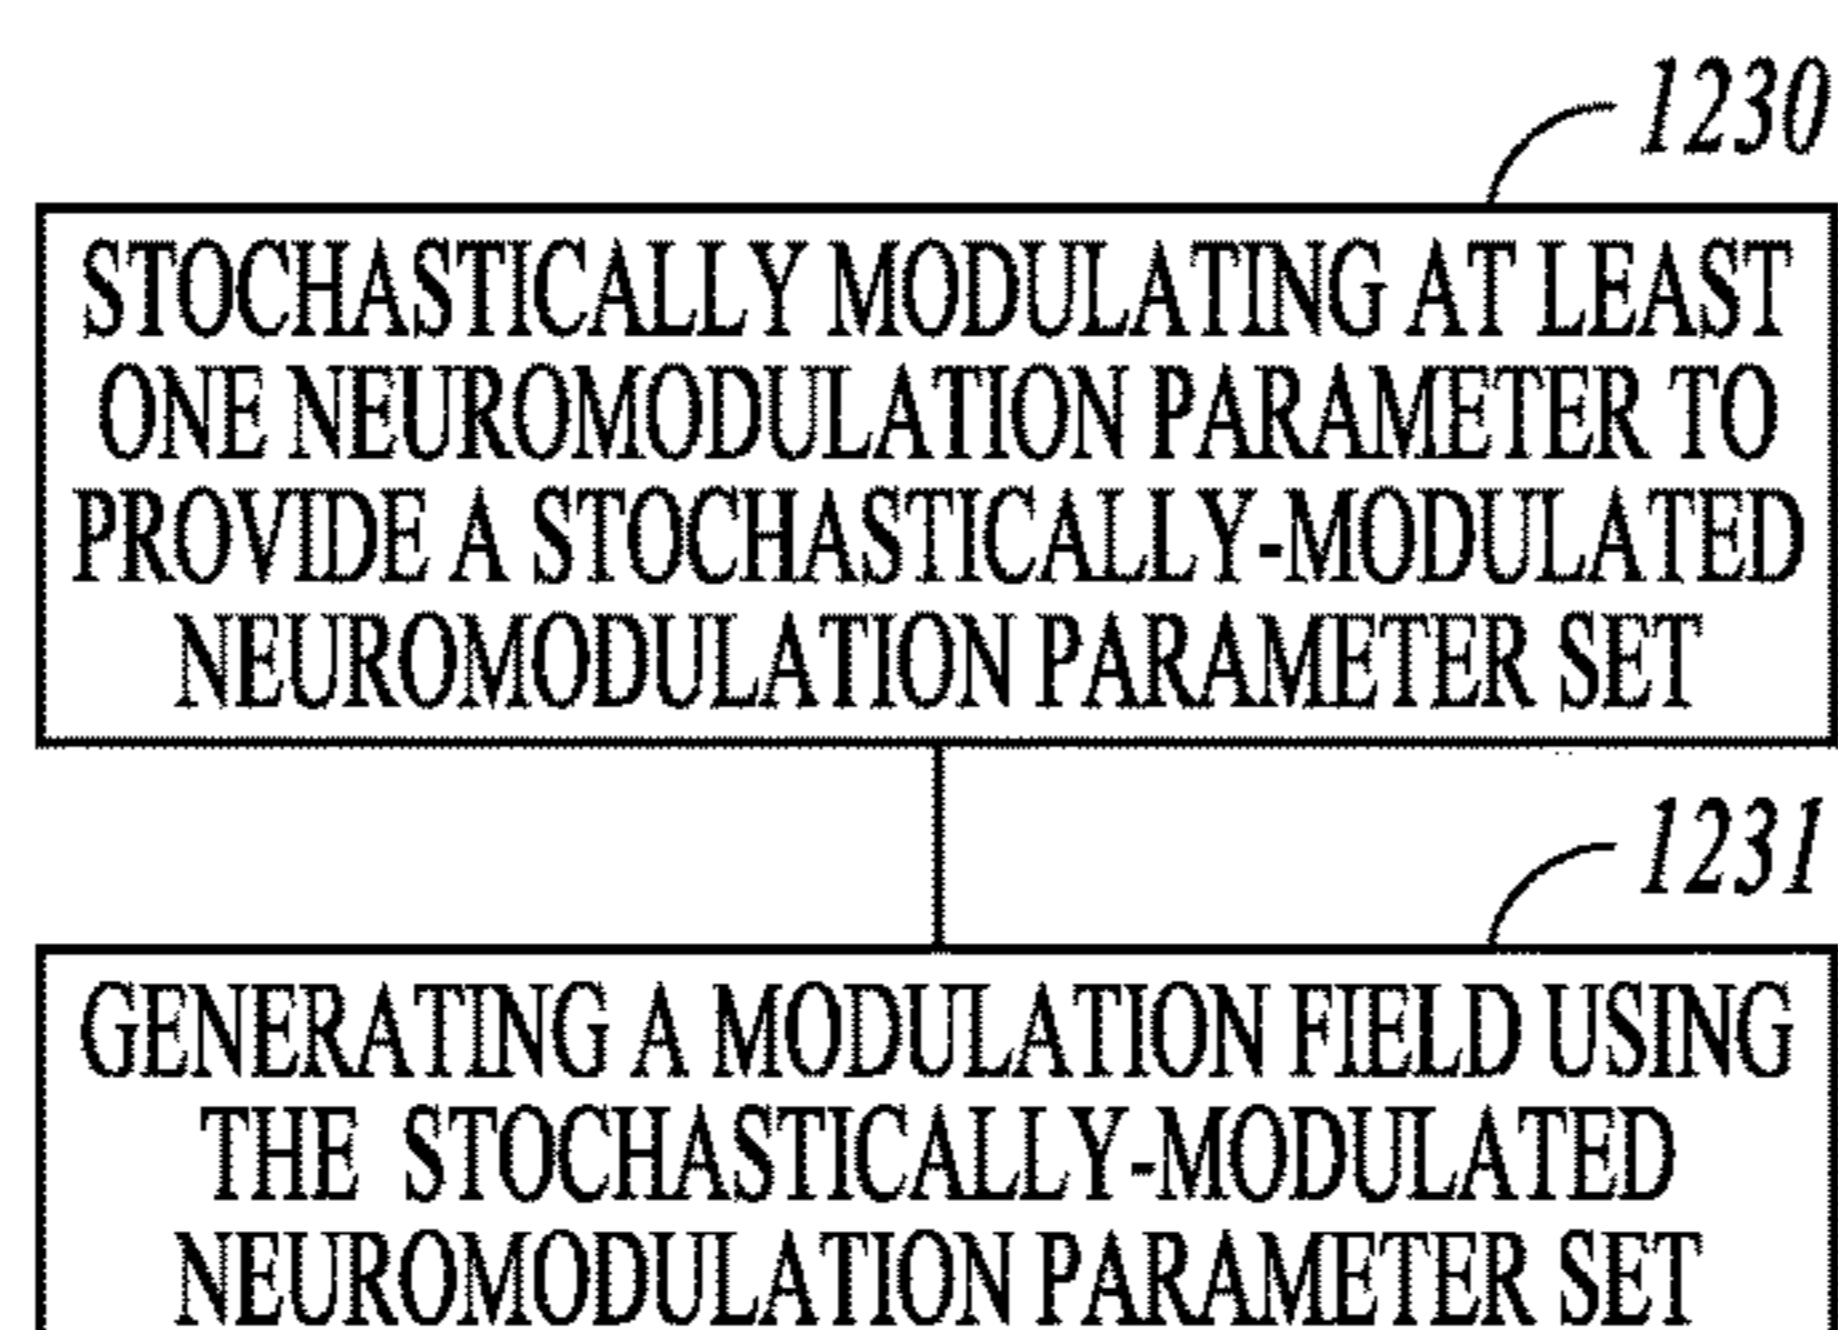 1230
STOCHASTICALLY MODULATING AT LEAST
ONE NEUROMODULATION PARAMETER TO
PROVIDE A STOCHASTICALLY-MODULATED
NEUROMODULATION PARAMETER SET
1231
GENERATING A MODULATION FIELD USING
THE STOCHASTICALLY-MODULATED
NEUROMODULATION PARAMETER SET